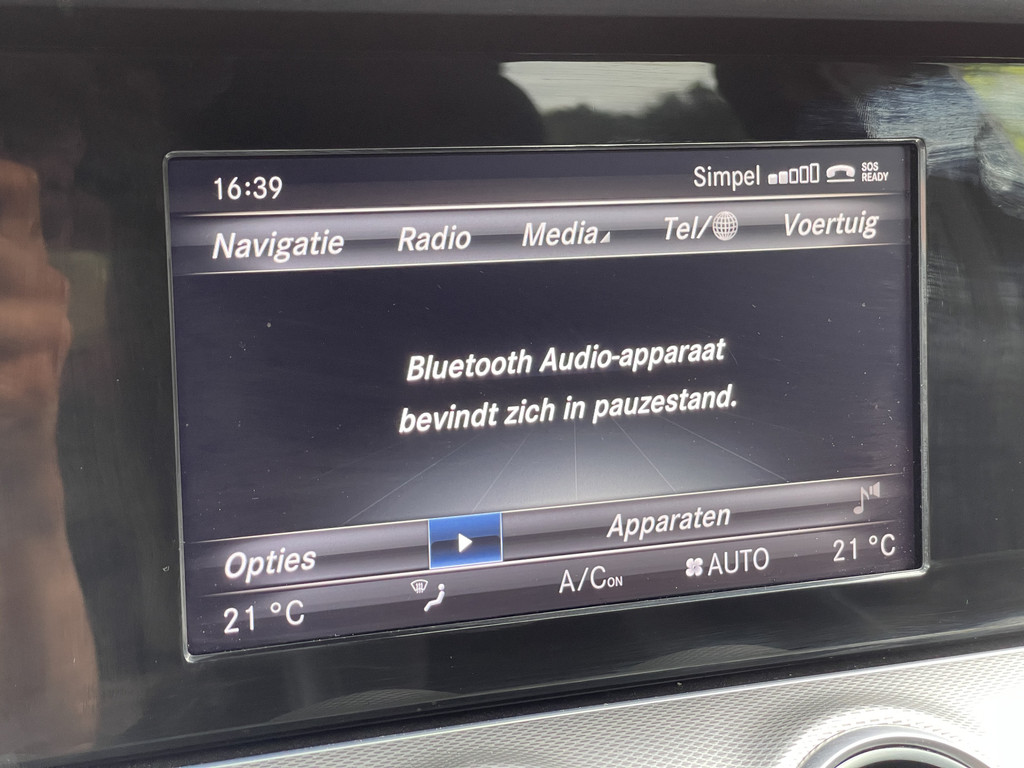 16:39 Simpel SOS READY
Navigatie Radio Media Tel/ Voertuig
Bluetooth Audio-apparaat
bevindt zich in pauzestand.
Opties Apparaten
21 °C A/C ON AUTO 21 °C